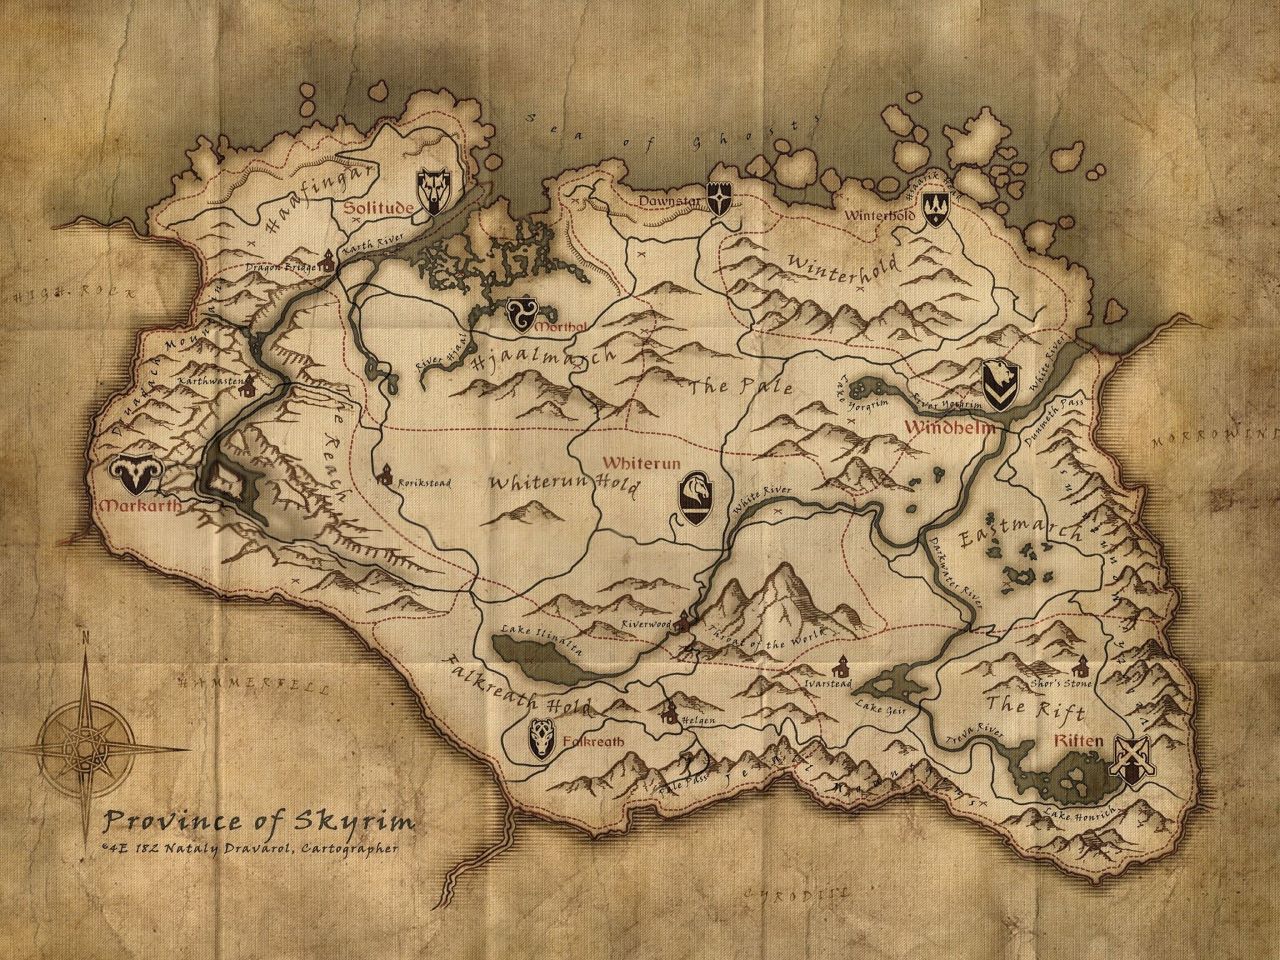 Sea of Ghosts
Haafingar
Solitude
Dawnstar
Winterhold
Karth River
Dragon Bridge
Winterhold
HIGH ROCK
Morthal
River Hjaal
Hjaalmarch
The Pale
Lake Yorgrim
River Yorgrim
White River
Windhelm
Dunmeth Pass
MORROWIND
Karthwasten
The Reach
Markarth
Rorikstead
Whiterun
Whiterun Hold
White River
Eastmarch
Darkwater River
Riverwood
Throat of the World
Lake Ilinalta
Falkreath Hold
Ivarstead
Lake Geir
Shor's Stone
The Rift
HAMMERFELL
Helgen
Falkreath
Treva River
Riften
Pale Pass
Lake Honrich
N
Province of Skyrim
©4E 182 Nataly Dravarol, Cartographer
CYRODIIL